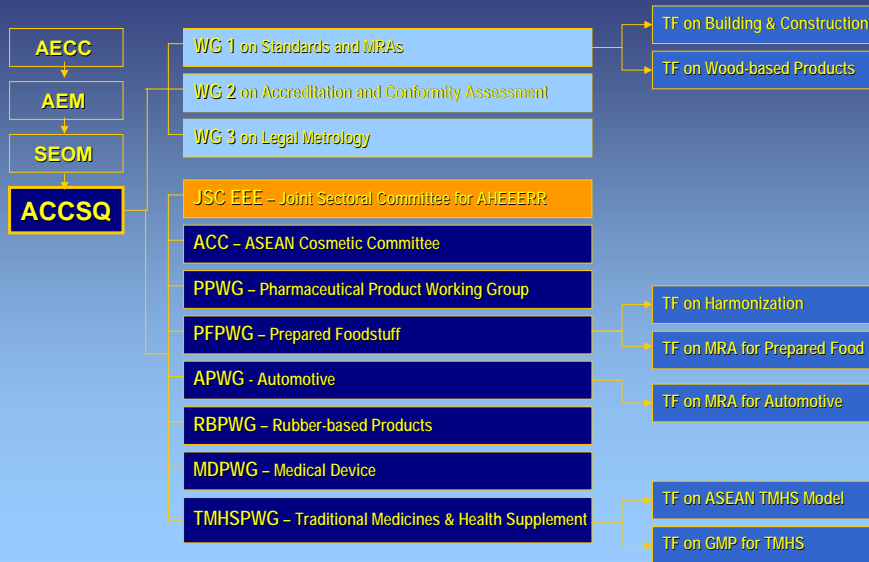 AECC
AEM
SEOM
ACCSQ
WG 1 on Standards and MRAs
WG 2 on Accreditation and Conformity Assessment
WG 3 on Legal Metrology
JSC EEE – Joint Sectoral Committee for AHEEERR
ACC – ASEAN Cosmetic Committee
PPWG – Pharmaceutical Product Working Group
PFPWG – Prepared Foodstuff
APWG - Automotive
RBPWG – Rubber-based Products
MDPWG – Medical Device
TMHSPWG – Traditional Medicines & Health Supplement
TF on Building & Construction
TF on Wood-based Products
TF on Harmonization
TF on MRA for Prepared Food
TF on MRA for Automotive
TF on ASEAN TMHS Model
TF on GMP for TMHS